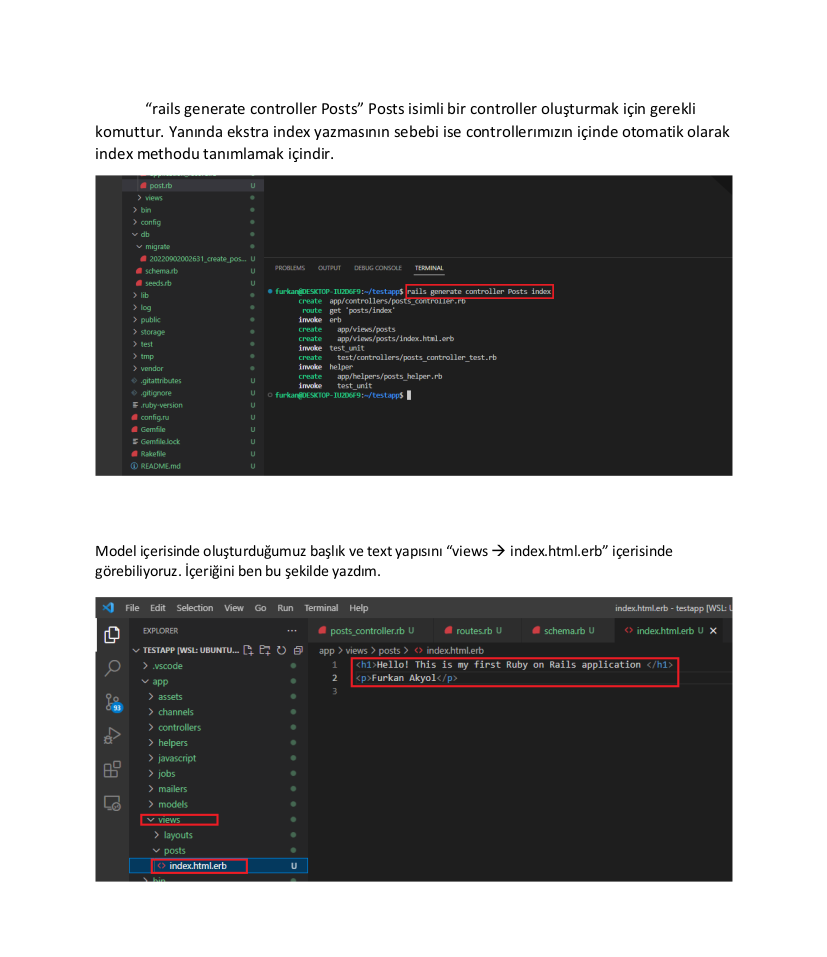 “rails generate controller Posts” Posts isimli bir controller oluşturmak için gerekli
komuttur. Yanında ekstra index yazmasının sebebi ise controllerımızın içinde otomatik olarak
index methodu tanımlamak içindir.
post.rb U
views
bin
config
db
migrate
20220902002631_create_pos... U
schema.rb U
seeds.rb U
lib
log
public
storage
test
tmp
vendor
.gitattributes U
.gitignore U
.ruby-version U
config.ru U
Gemfile U
Gemfile.lock U
Rakefile U
README.md U
PROBLEMS OUTPUT DEBUG CONSOLE TERMINAL
furkan@DESKTOP-IU2D6F9:~/testapp$ rails generate controller Posts index
create app/controllers/posts_controller.rb
route get 'posts/index'
invoke erb
create app/views/posts
create app/views/posts/index.html.erb
invoke test_unit
create test/controllers/posts_controller_test.rb
invoke helper
create app/helpers/posts_helper.rb
invoke test_unit
furkan@DESKTOP-IU2D6F9:~/testapp$
Model içerisinde oluşturduğumuz başlık ve text yapısını “views → index.html.erb” içerisinde
görebiliyoruz. İçeriğini ben bu şekilde yazdım.
File Edit Selection View Go Run Terminal Help index.html.erb - testapp [WSL: U
EXPLORER ...
posts_controller.rb U routes.rb U schema.rb U index.html.erb U
TESTAPP [WSL: UBUNTU...
.vscode
app
assets
channels
controllers
helpers
javascript
jobs
mailers
models
views
layouts
posts
index.html.erb U
bin
93
app > views > posts > index.html.erb
1 <h1>Hello! This is my first Ruby on Rails application </h1>
2 <p>Furkan Akyol</p>
3